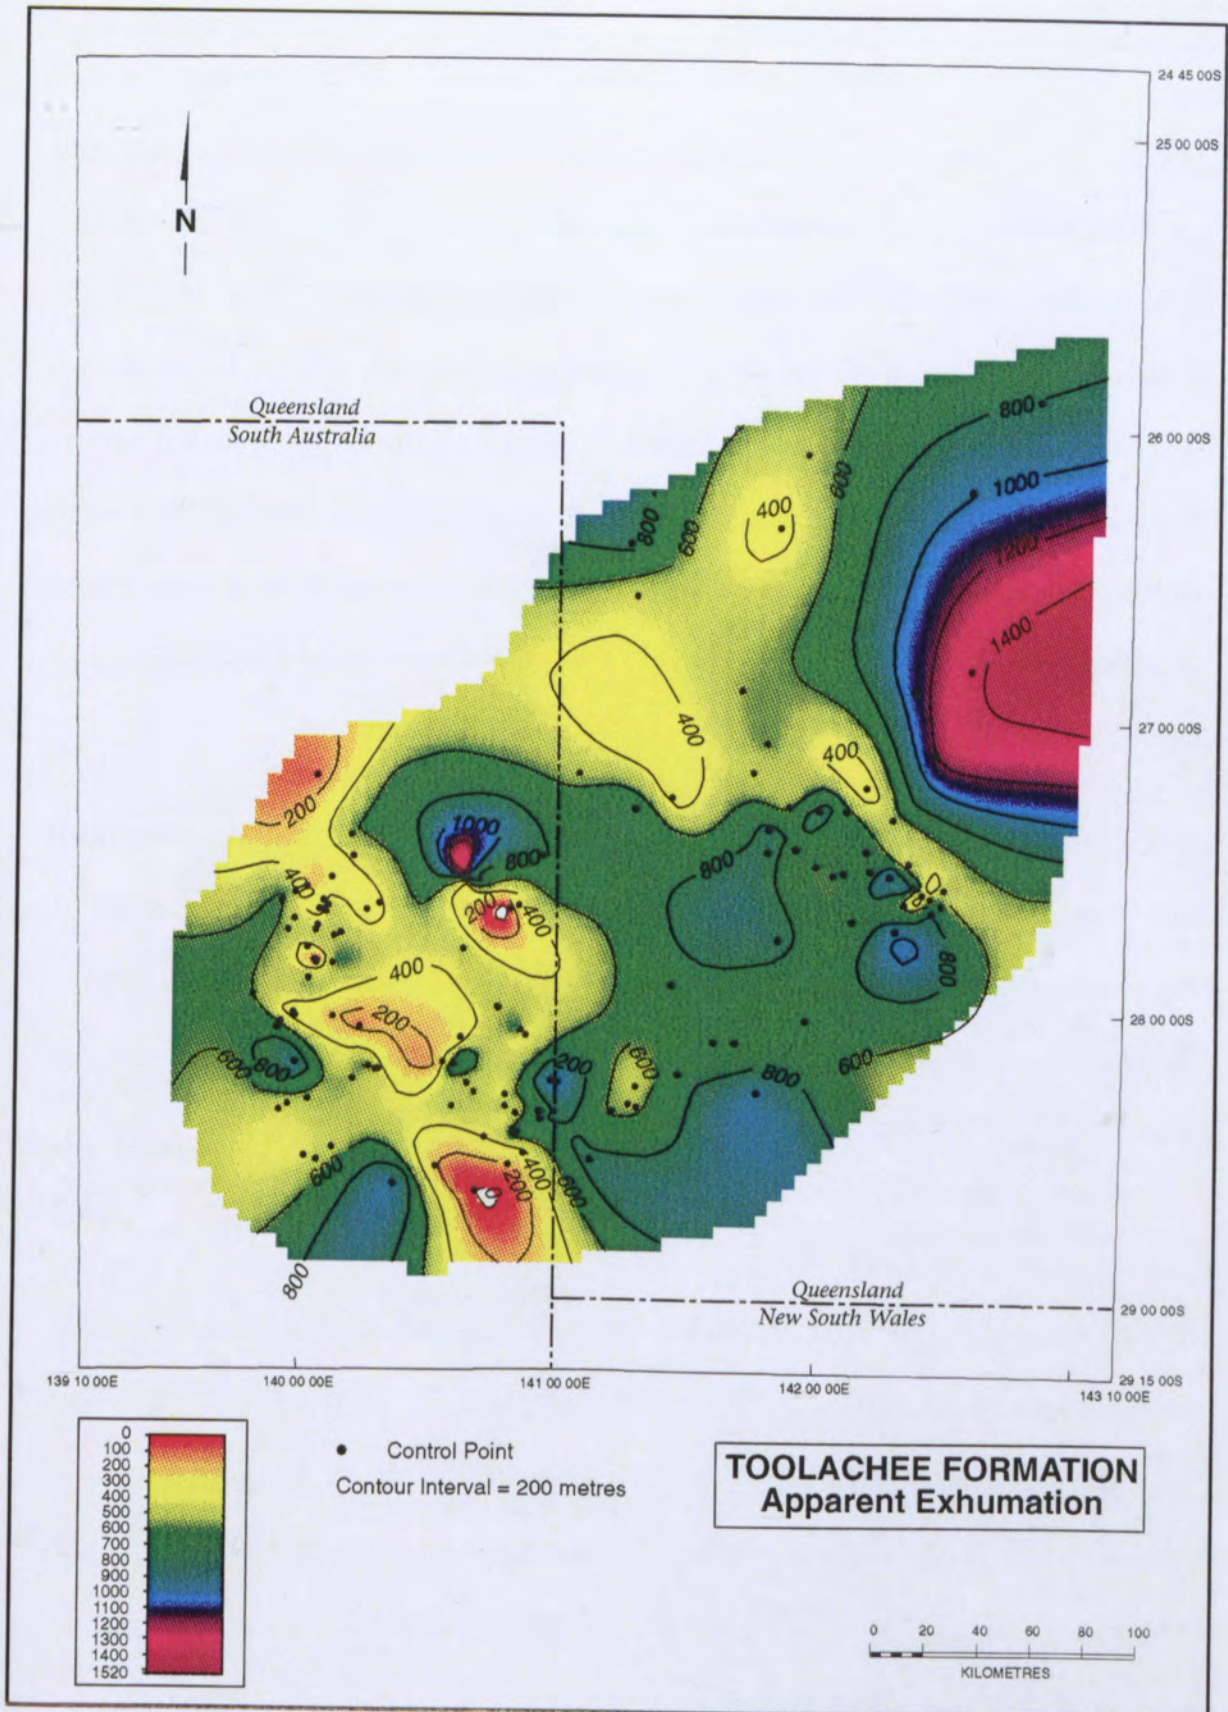 24 45 00S
25 00 00S
N
Queensland
South Australia
800
26 00 00S
600
400
1000
800
600
1200
1400
400
27 00 00S
400
200
1000
800
800
400
200
400
800
400
200
28 00 00S
600
800
200
600
800
600
400
200
0
600
600
800
Queensland
New South Wales
29 00 00S
29 15 00S
139 10 00E
140 00 00E
141 00 00E
142 00 00E
143 10 00E
0
100
200
300
400
500
600
700
800
900
1000
1100
1200
1300
1400
1520
Control Point
Contour Interval = 200 metres
TOOLACHEE FORMATION
Apparent Exhumation
0 20 40 60 80 100
KILOMETRES